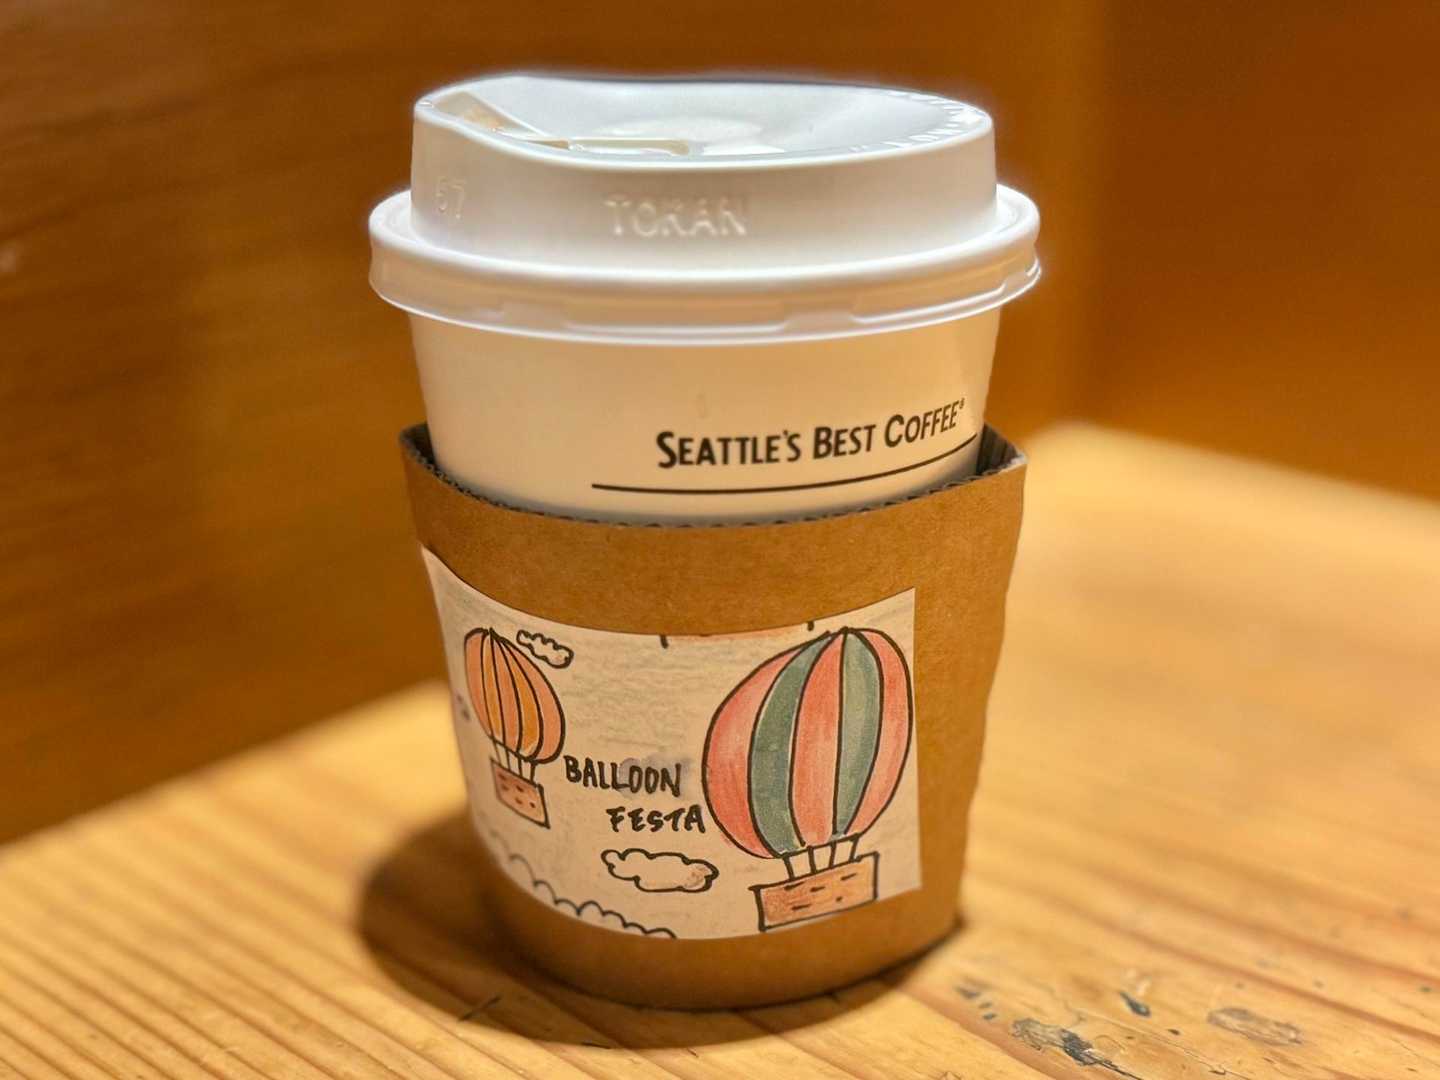 57
TOKAN
SEATTLE'S BEST COFFEE®
BALLOON
FESTA